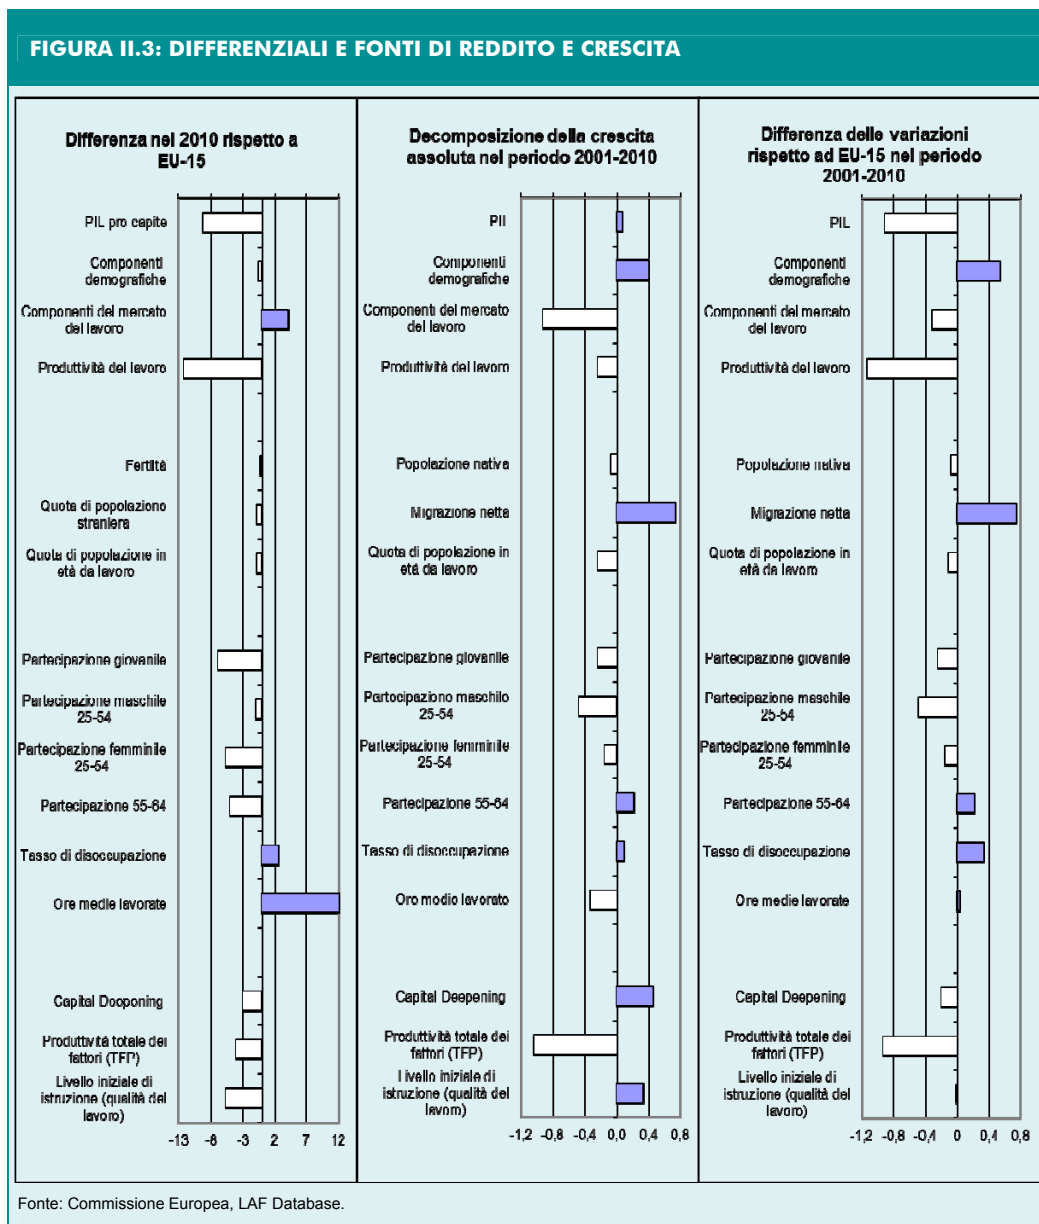 FIGURA II.3: DIFFERENZIALI E FONTI DI REDDITO E CRESCITA
Differenza nel 2010 rispetto a
EU-15
PIL pro capite
Componenti
demografiche
Componenti del mercato
del lavoro
Produttività del lavoro
Fertilità
Quota di popolazione
straniera
Quota di popolazione in
età da lavoro
Partecipazione giovanile
Partecipazione maschile
25-54
Partecipazione femminile
25-54
Partecipazione 55-64
Tasso di disoccupazione
Ore medie lavorate
Capital Deepening
Produttività totale dei
fattori (TFP)
Livello iniziale di
istruzione (qualità del
lavoro)
-13 -8 -3 2 7 12
Decomposizione della crescita
assoluta nel periodo 2001-2010
PIl
Componenti
demografiche
Componenti del mercato
del lavoro
Produttività del lavoro
Popolazione nativa
Migrazione netta
Quota di popolazione in
età da lavoro
Partecipazione giovanile
Partecipazione maschile
25-54
Partecipazione femminile
25-54
Partecipazione 55-64
Tasso di disoccupazione
Ore medie lavorate
Capital Deepening
Produttività totale dei
fattori (TFP)
Livello iniziale di
istruzione (qualità del
lavoro)
-1,2 -0,8 -0,4 0,0 0,4 0,8
Differenza delle variazioni
rispetto ad EU-15 nel periodo
2001-2010
PIL
Componenti
demografiche
Componenti del mercato
del lavoro
Produttività del lavoro
Popolazione nativa
Migrazione netta
Quota di popolazione in
età da lavoro
Partecipazione giovanile
Partecipazione maschile
25-54
Partecipazione femminile
25-54
Partecipazione 55-64
Tasso di disoccupazione
Ore medie lavorate
Capital Deepening
Produttività totale dei
fattori (TFP)
Livello iniziale di
istruzione (qualità del
lavoro)
-1,2 -0,8 -0,4 0 0,4 0,8
Fonte: Commissione Europea, LAF Database.